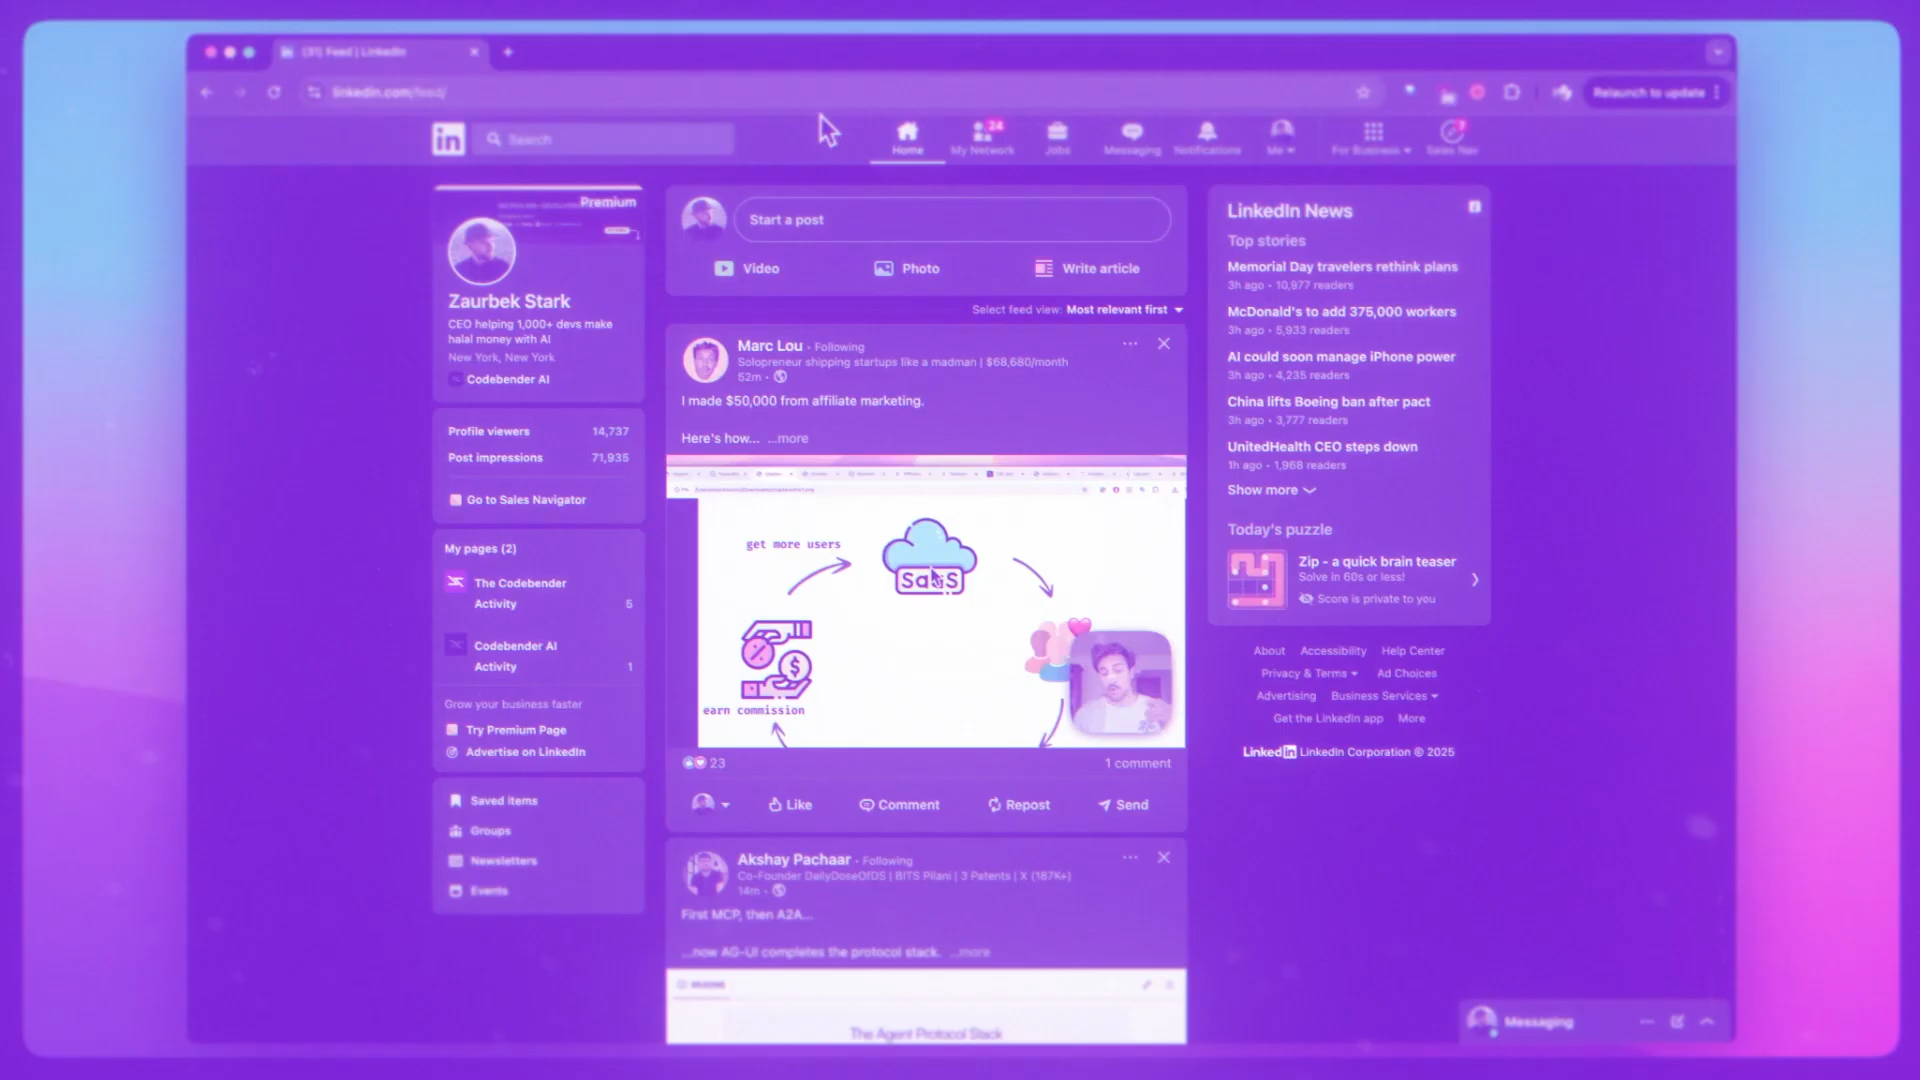 (31) Feed | LinkedIn
linkedin.com/feed/
Relaunch to update
in
Search
Home
24
My Network
Jobs
Messaging
Notifications
Me
For Business
7
Sales Nav
Premium
Zaurbek Stark
CEO helping 1,000+ devs make
halal money with AI
New York, New York
Codebender AI
Profile viewers 14,737
Post impressions 71,935
Go to Sales Navigator
My pages (2)
The Codebender
Activity 5
Codebender AI
Activity 1
Grow your business faster
Try Premium Page
Advertise on LinkedIn
Saved items
Groups
Newsletters
Events
Start a post
Video
Photo
Write article
Select feed view: Most relevant first
Marc Lou • Following
Solopreneur shipping startups like a madman | $68,680/month
52m •
I made $50,000 from affiliate marketing.
Here's how... ...more
get more users
SaaS
earn commission
23
1 comment
Like
Comment
Repost
Send
Akshay Pachaar • Following
Co-Founder DailyDoseOfDS | BITS Pilani | 3 Patents | X (187K+)
14m •
First MCP, then A2A...
...now AG-UI completes the protocol stack. ...more
The Agent Protocol Stack
LinkedIn News
Top stories
Memorial Day travelers rethink plans
3h ago • 10,977 readers
McDonald's to add 375,000 workers
3h ago • 5,933 readers
AI could soon manage iPhone power
3h ago • 4,235 readers
China lifts Boeing ban after pact
3h ago • 3,777 readers
UnitedHealth CEO steps down
1h ago • 1,968 readers
Show more
Today's puzzle
Zip - a quick brain teaser
Solve in 60s or less!
Score is private to you
About Accessibility Help Center
Privacy & Terms Ad Choices
Advertising Business Services
Get the LinkedIn app More
LinkedIn LinkedIn Corporation © 2025
Messaging